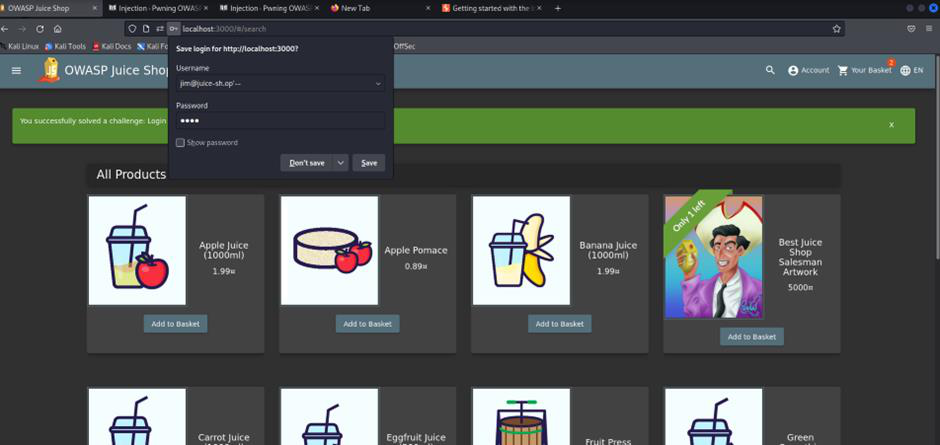 OWASP Juice Shop
Injection · Pwning OWASP
Injection · Pwning OWASP
New Tab
Getting started with the
localhost:3000/#/search
Kali Linux
Kali Tools
Kali Docs
Kali Fo
OffSec
Save login for http://localhost:3000?
Username
jim@juice-sh.op'--
Password
••••
Show password
Don't save
Save
OWASP Juice Shop
Account
Your Basket
2
EN
You successfully solved a challenge: Login
X
All Products
Only 1 left
Apple Juice
(1000ml)
1.99¤
Add to Basket
Apple Pomace
0.89¤
Add to Basket
Banana Juice
(1000ml)
1.99¤
Add to Basket
Best Juice
Shop
Salesman
Artwork
5000¤
Add to Basket
Carrot Juice
Eggfruit Juice
Fruit Press
Green